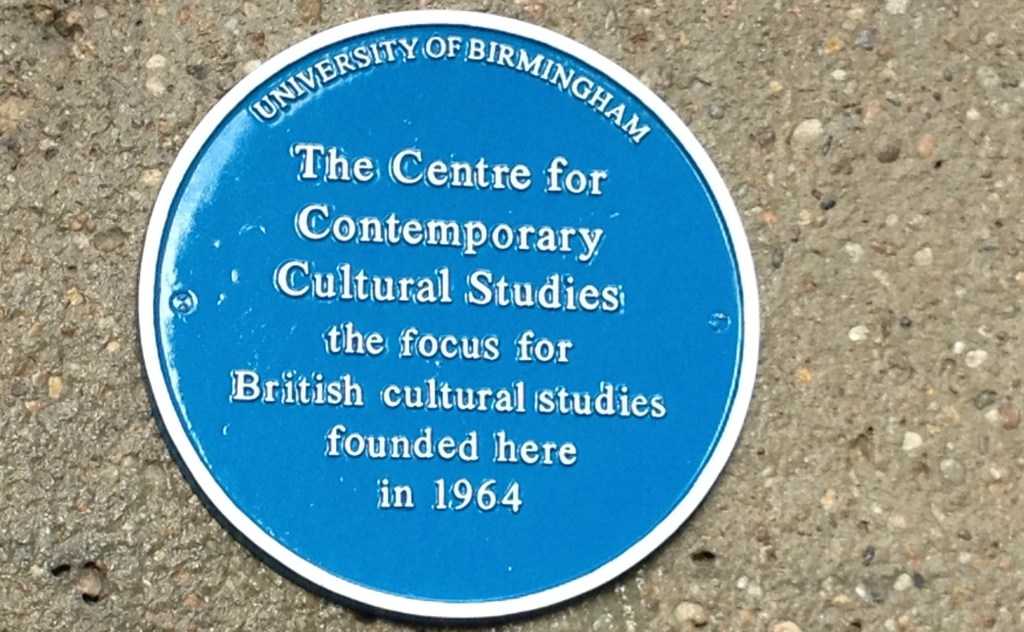 UNIVERSITY OF BIRMINGHAM
The Centre for
Contemporary
Cultural Studies
the focus for
British cultural studies
founded here
in 1964